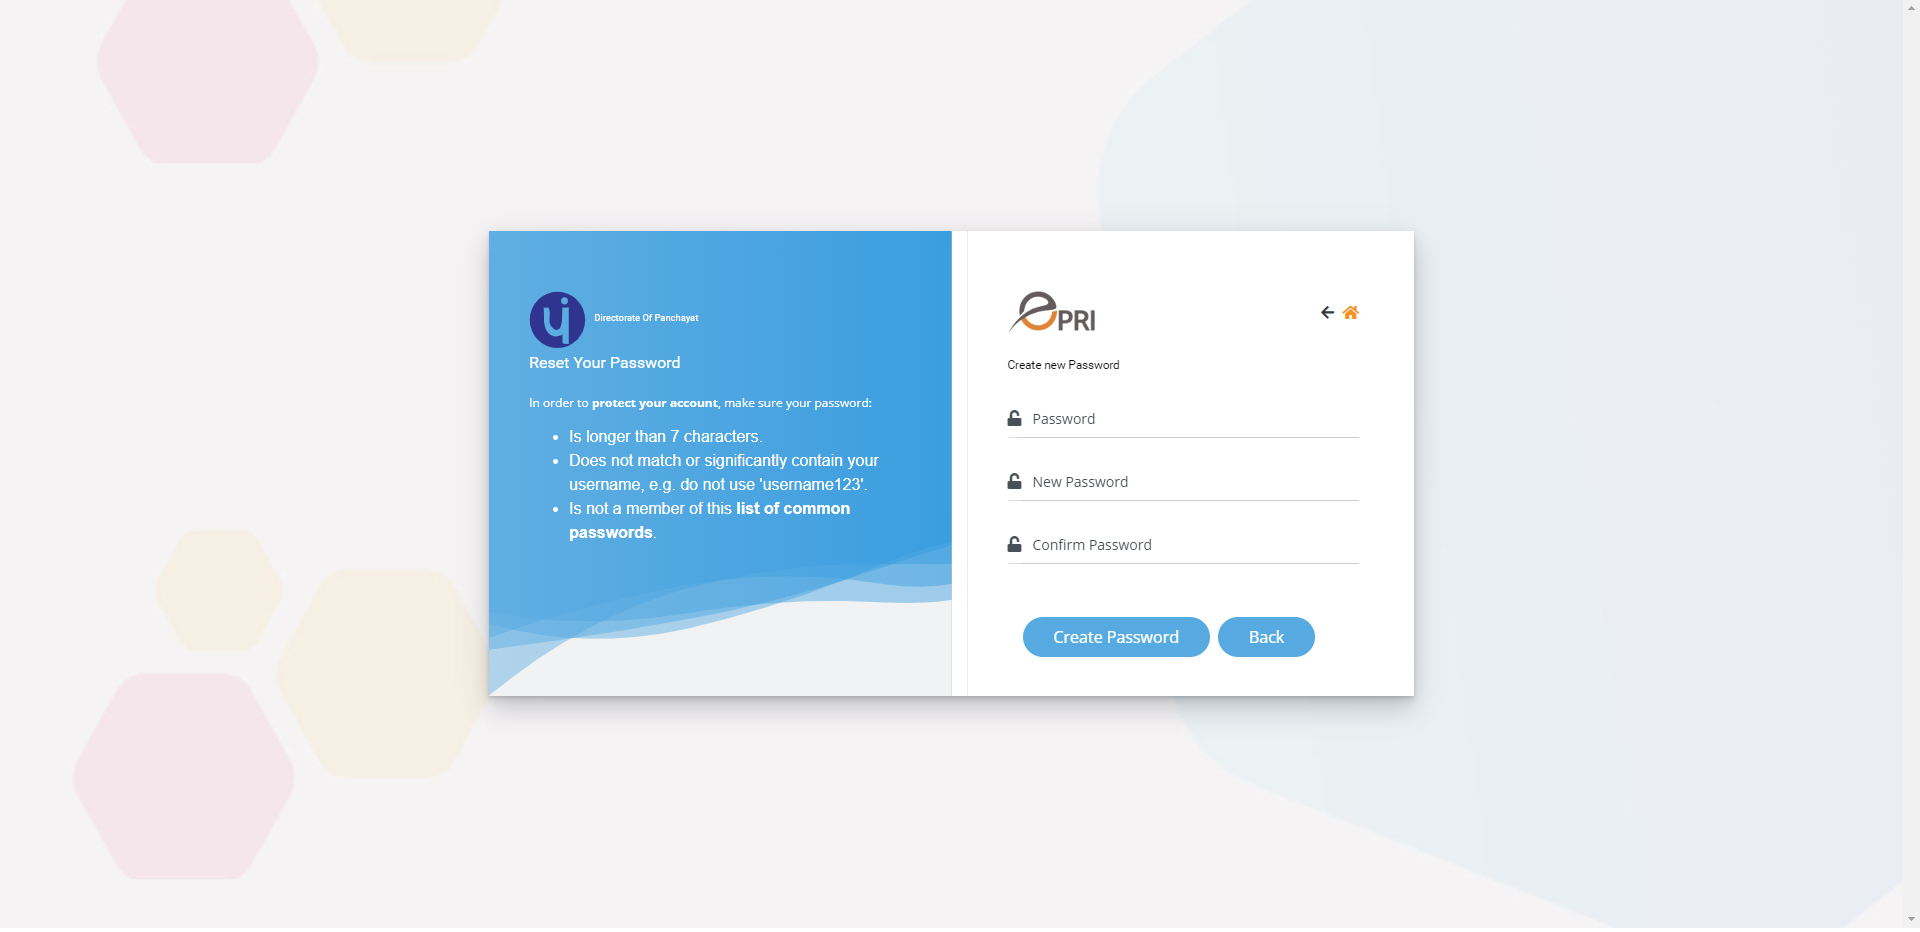 Directorate Of Panchayat
Reset Your Password
In order to protect your account, make sure your password:
Is longer than 7 characters.
Does not match or significantly contain your
username, e.g. do not use 'username123'.
Is not a member of this list of common
passwords.
ePRI
Create new Password
Password
New Password
Confirm Password
Create Password
Back